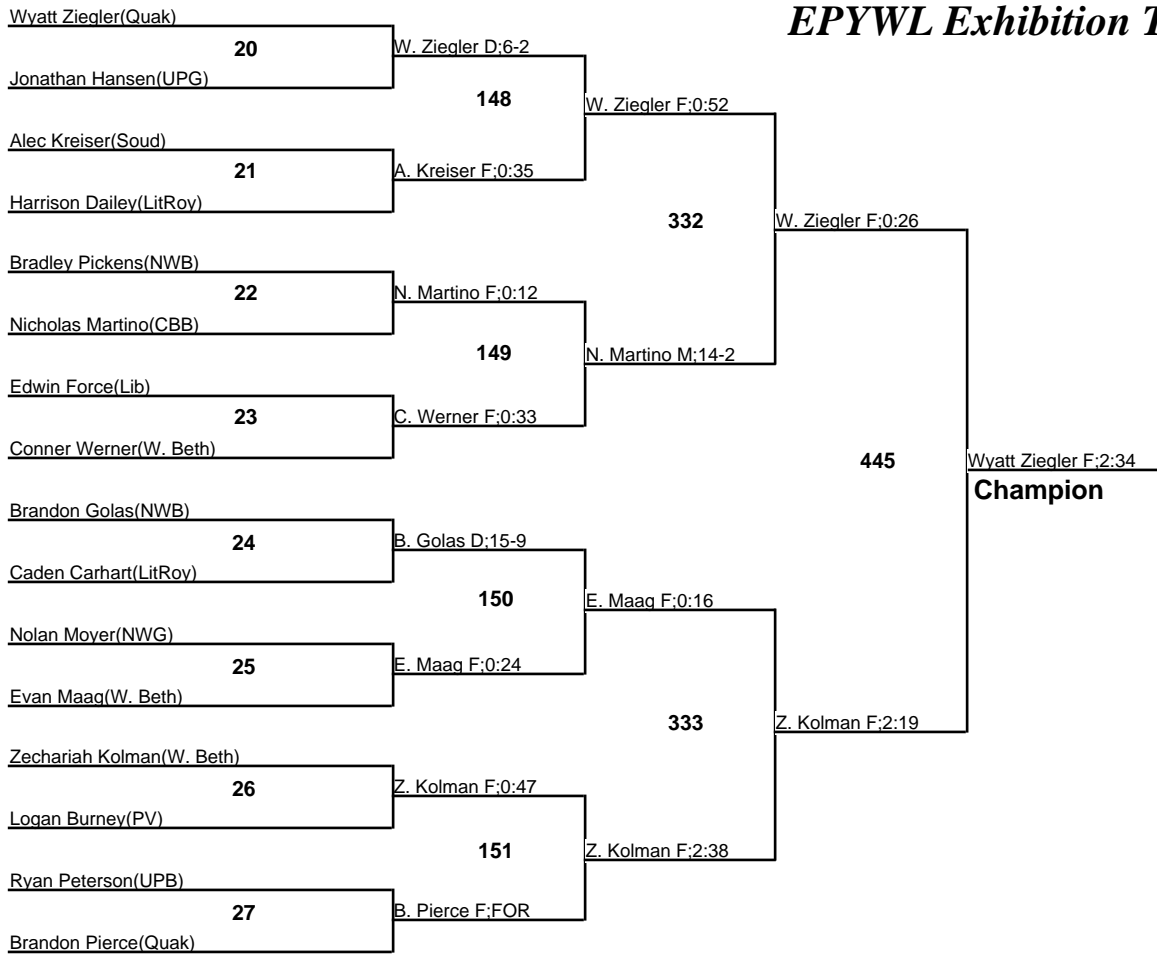 EPYWL Exhibition T
Wyatt Ziegler(Quak)
20
W. Ziegler D;6-2
Jonathan Hansen(UPG)
148
W. Ziegler F;0:52
Alec Kreiser(Soud)
21
A. Kreiser F;0:35
Harrison Dailey(LitRoy)
332
W. Ziegler F;0:26
Bradley Pickens(NWB)
22
N. Martino F;0:12
Nicholas Martino(CBB)
149
N. Martino M;14-2
Edwin Force(Lib)
23
C. Werner F;0:33
Conner Werner(W. Beth)
445
Wyatt Ziegler F;2:34
Champion
Brandon Golas(NWB)
24
B. Golas D;15-9
Caden Carhart(LitRoy)
150
E. Maag F;0:16
Nolan Moyer(NWG)
25
E. Maag F;0:24
Evan Maag(W. Beth)
333
Z. Kolman F;2:19
Zechariah Kolman(W. Beth)
26
Z. Kolman F;0:47
Logan Burney(PV)
151
Z. Kolman F;2:38
Ryan Peterson(UPB)
27
B. Pierce F;FOR
Brandon Pierce(Quak)